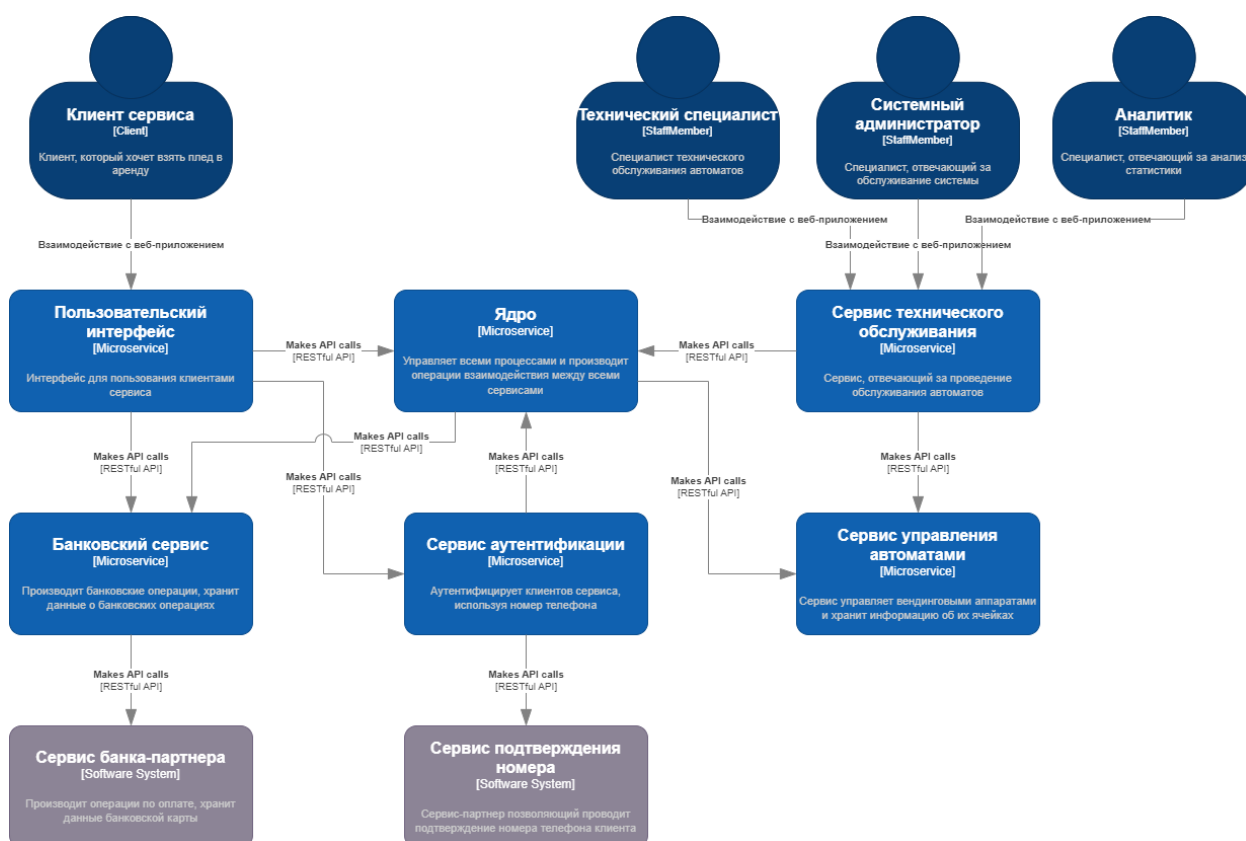 Клиент сервиса
[Client]
Клиент, который хочет взять плед в
аренду
Технический специалист
[StaffMember]
Специалист технического
обслуживания автоматов
Системный
администратор
[StaffMember]
Специалист, отвечающий за
обслуживание системы
Аналитик
[StaffMember]
Специалист, отвечающий за анализ
статистики
Взаимодействие с веб-приложением
Взаимодействие с веб-приложением
Взаимодействие с веб-приложением
Взаимодействие с веб-приложением
Пользовательский
интерфейс
[Microservice]
Интерфейс для пользования клиентами
сервиса
Makes API calls
[RESTful API]
Ядро
[Microservice]
Управляет всеми процессами и производит
операции взаимодействия между всеми
сервисами
Makes API calls
[RESTful API]
Сервис технического
обслуживания
[Microservice]
Сервис, отвечающий за проведение
обслуживания автоматов
Makes API calls
[RESTful API]
Makes API calls
[RESTful API]
Makes API calls
[RESTful API]
Makes API calls
[RESTful API]
Makes API calls
[RESTful API]
Makes API calls
[RESTful API]
Makes API calls
[RESTful API]
Банковский сервис
[Microservice]
Производит банковские операции, хранит
данные о банковских операциях
Сервис аутентификации
[Microservice]
Аутентифицирует клиентов сервиса,
используя номер телефона
Сервис управления
автоматами
[Microservice]
Сервис управляет вендинговыми аппаратами
и хранит информацию об их ячейках
Makes API calls
[RESTful API]
Makes API calls
[RESTful API]
Сервис банка-партнера
[Software System]
Производит операции по оплате, хранит
данные банковской карты
Сервис подтверждения
номера
[Software System]
Сервис-партнер позволяющий проводит
подтверждение номера телефона клиента